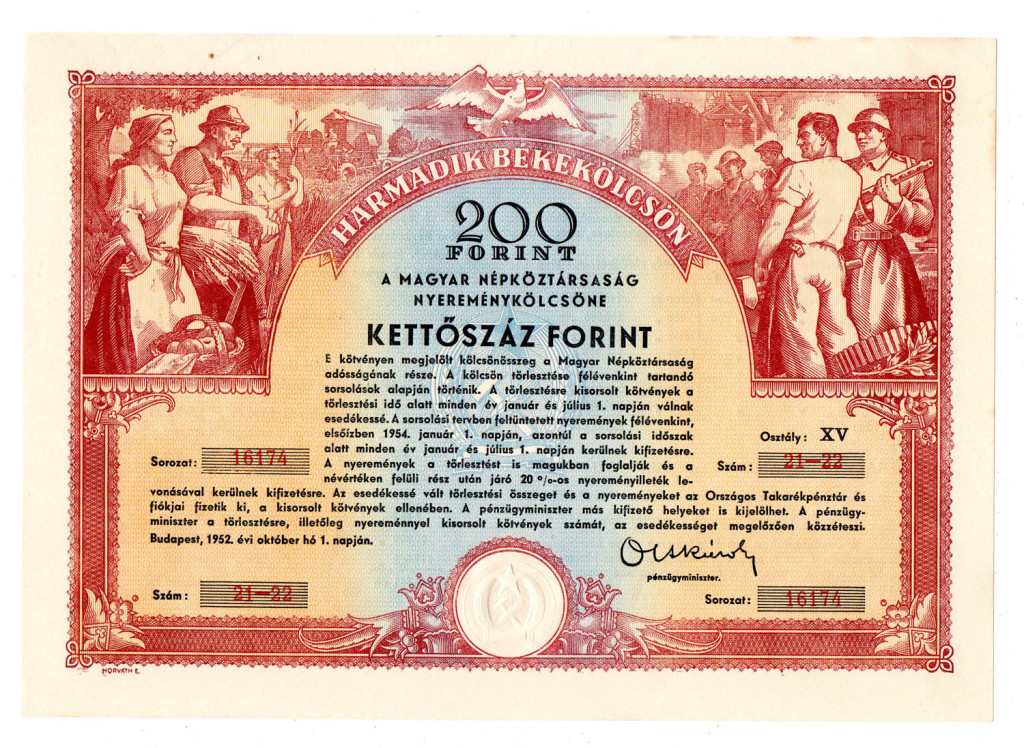 HARMADIK BÉKEKÖLCSÖN
200
FORINT
A MAGYAR NÉPKÖZTÁRSASÁG
NYEREMÉNYKÖLCSÖNE
KETTŐSZÁZ FORINT
E kötvényen megjelölt kölcsönösszeg a Magyar Népköztársaság
adósságának része. A kölcsön törlesztése félévenkint tartandó
sorsolások alapján történik. A törlesztésre kisorsolt kötvények a
törlesztési idő alatt minden év január és július 1. napján válnak
esedékessé. A sorsolási tervben feltüntetett nyeremények félévenkint,
elsőízben 1954. január 1. napján, azontúl a sorsolási időszak
alatt minden év január és július 1. napján kerülnek kifizetésre.
A nyeremények a törlesztést is magukban foglalják és a
névértéken felüli rész után járó 20 %-os nyereményilleték le-
vonásával kerülnek kifizetésre. Az esedékessé vált törlesztési összeget és a nyereményeket az Országos Takarékpénztár és
fiókjai fizetik ki, a kisorsolt kötvények ellenében. A pénzügyminiszter más kifizető helyeket is kijelölhet. A pénzügy-
miniszter a törlesztésre, illetőleg nyereménnyel kisorsolt kötvények számát, az esedékességet megelőzően közzéteszi.
Budapest, 1952. évi október hó 1. napján.
Osztály: XV
Sorozat: 16174
Szám: 21—22
pénzügyminiszter.
Szám: 21—22
Sorozat: 16174
HORVÁTH E.